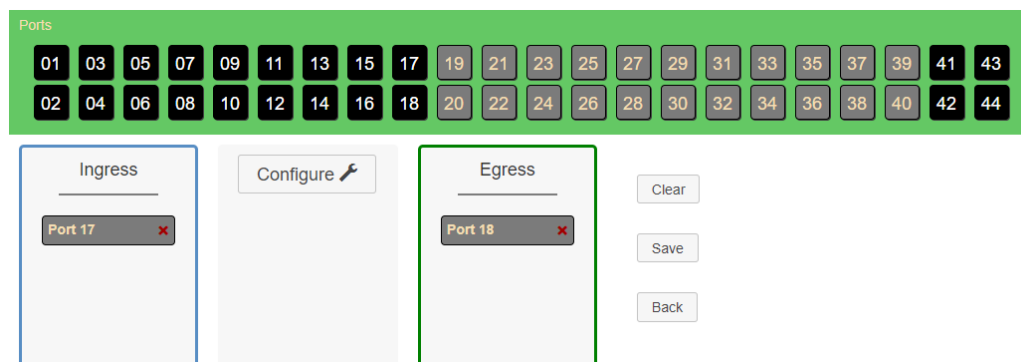 Ports
01 03 05 07 09 11 13 15 17 19 21 23 25 27 29 31 33 35 37 39 41 43
02 04 06 08 10 12 14 16 18 20 22 24 26 28 30 32 34 36 38 40 42 44
Ingress
Port 17
Configure
Egress
Port 18
Clear
Save
Back